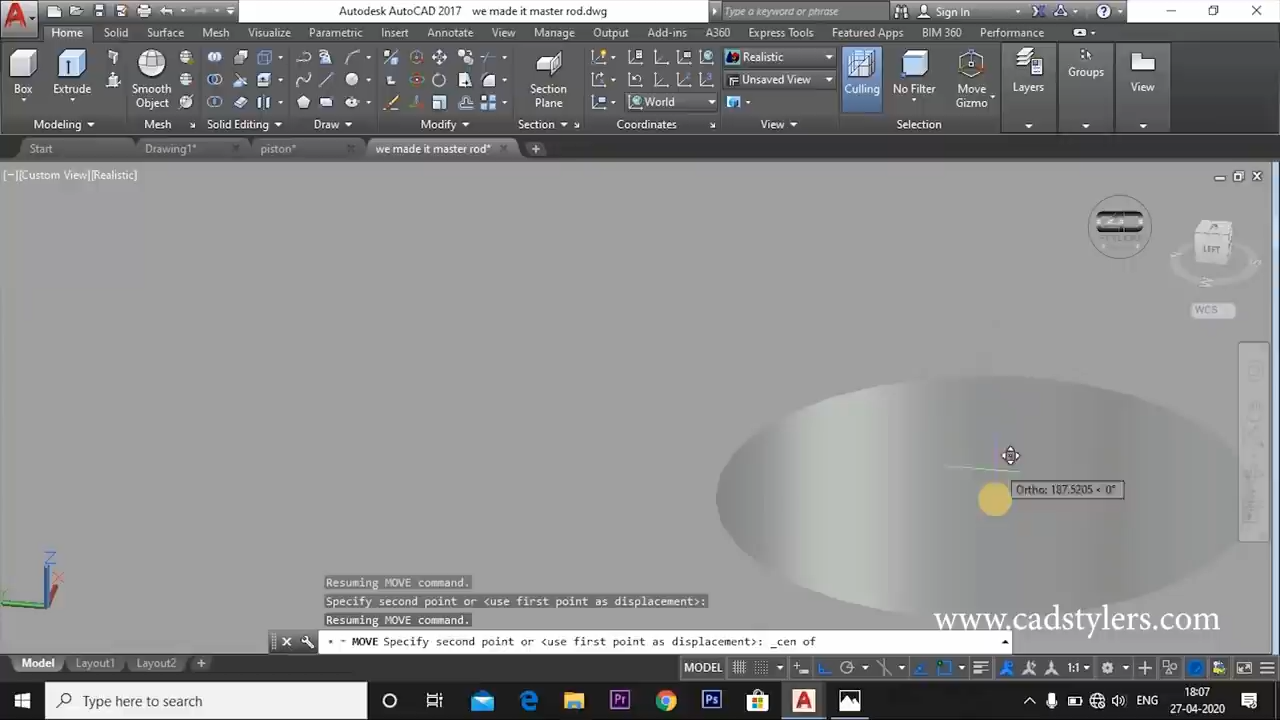 Autodesk AutoCAD 2017 we made it master rod.dwg
Type a keyword or phrase
Sign In
Home Solid Surface Mesh Visualize Parametric Insert Annotate View Manage Output Add-ins A360 Express Tools Featured Apps BIM 360 Performance
Realistic
Unsaved View
World
Box Extrude Smooth Object Section Plane Culling No Filter Move Gizmo Layers Groups View
Modeling Mesh Solid Editing Draw Modify Section Coordinates View Selection
Start Drawing1* piston* we made it master rod*
[−][Custom View][Realistic]
LEFT
WCS
Ortho: 187.5205 < 0°
Z
X
Resuming MOVE command.
Specify second point or <use first point as displacement>:
Resuming MOVE command.
www.cadstylers.com
MOVE Specify second point or <use first point as displacement>: _cen of
Model Layout1 Layout2
MODEL
1:1
Type here to search
ENG
18:07
27-04-2020